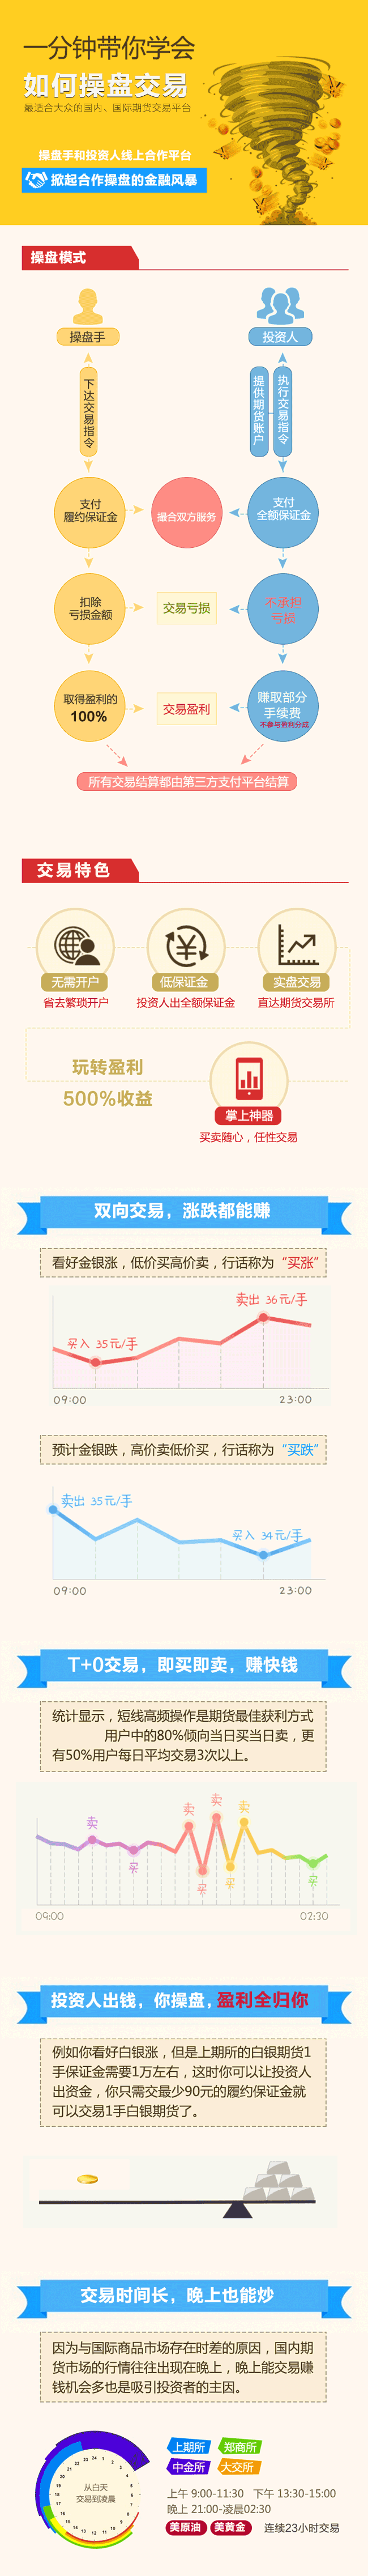 一分钟带你学会
如何操盘交易
最适合大众的国内、国际期货交易平台
操盘手和投资人线上合作平台
掀起合作操盘的金融风暴
操盘模式
操盘手
投资人
下达交易指令
提供期货账户
执行交易指令
支付
履约保证金
撮合双方服务
支付
全额保证金
扣除
亏损金额
交易亏损
不承担
亏损
取得盈利的
100%
交易盈利
赚取部分
手续费
不参与盈利分成
所有交易结算都由第三方支付平台结算
交易特色
无需开户
低保证金
实盘交易
省去繁琐开户
投资人出全额保证金
直达期货交易所
玩转盈利
500%收益
掌上神器
买卖随心，任性交易
双向交易，涨跌都能赚
看好金银涨，低价买高价卖，行话称为“买涨”
卖出 36元/手
买入 35元/手
09:00
23:00
预计金银跌，高价卖低价买，行话称为“买跌”
卖出 35元/手
买入 34元/手
09:00
23:00
T+0交易，即买即卖，赚快钱
统计显示，短线高频操作是期货最佳获利方式
用户中的80%倾向当日买当日卖，更
有50%用户每日平均交易3次以上。
卖
买
卖
买
卖
买
卖
买
09:00
02:30
投资人出钱，你操盘，盈利全归你
例如你看好白银涨，但是上期所的白银期货1
手保证金需要1万左右，这时你可以让投资人
出资金，你只需交最少90元的履约保证金就
可以交易1手白银期货了。
交易时间长，晚上也能炒
因为与国际商品市场存在时差的原因，国内期
货市场的行情往往出现在晚上，晚上能交易赚
钱机会多也是吸引投资者的主因。
24 1 2 3 4 5 6 7 8 9 10 11 12 13 14 15 16 17 18 19 20 21 22 23
从白天
交易到凌晨
上期所
郑商所
中金所
大交所
上午 9:00-11:30 下午 13:30-15:00
晚上 21:00-凌晨02:30
美原油 美黄金 连续23小时交易